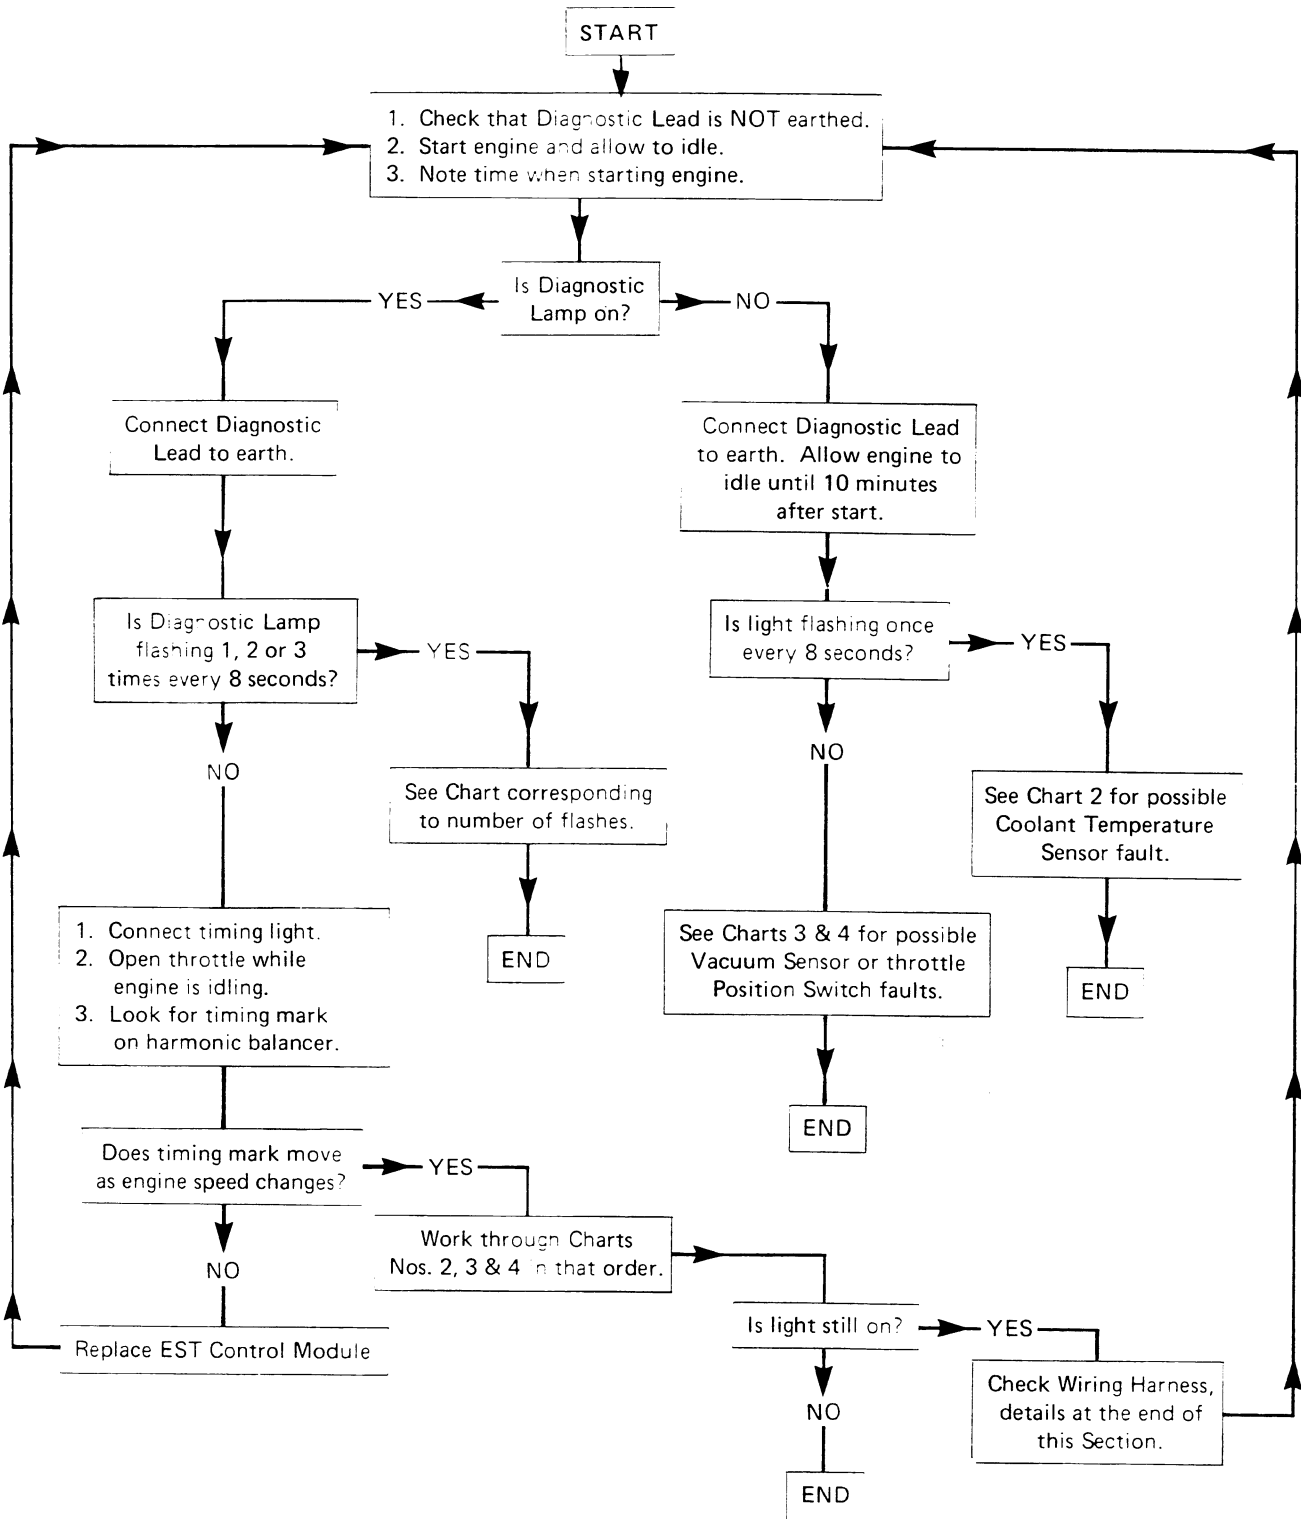 START
1. Check that Diagnostic Lead is NOT earthed.
2. Start engine and allow to idle.
3. Note time when starting engine.
Is Diagnostic
Lamp on?
YES
NO
Connect Diagnostic
Lead to earth.
Connect Diagnostic Lead
to earth. Allow engine to
idle until 10 minutes
after start.
Is Diagnostic Lamp
flashing 1, 2 or 3
times every 8 seconds?
YES
Is light flashing once
every 8 seconds?
YES
NO
NO
See Chart corresponding
to number of flashes.
See Chart 2 for possible
Coolant Temperature
Sensor fault.
1. Connect timing light.
2. Open throttle while
engine is idling.
3. Look for timing mark
on harmonic balancer.
END
See Charts 3 & 4 for possible
Vacuum Sensor or throttle
Position Switch faults.
END
END
Does timing mark move
as engine speed changes?
YES
NO
Work through Charts
Nos. 2, 3 & 4 in that order.
Replace EST Control Module
Is light still on?
YES
NO
Check Wiring Harness,
details at the end of
this Section.
END